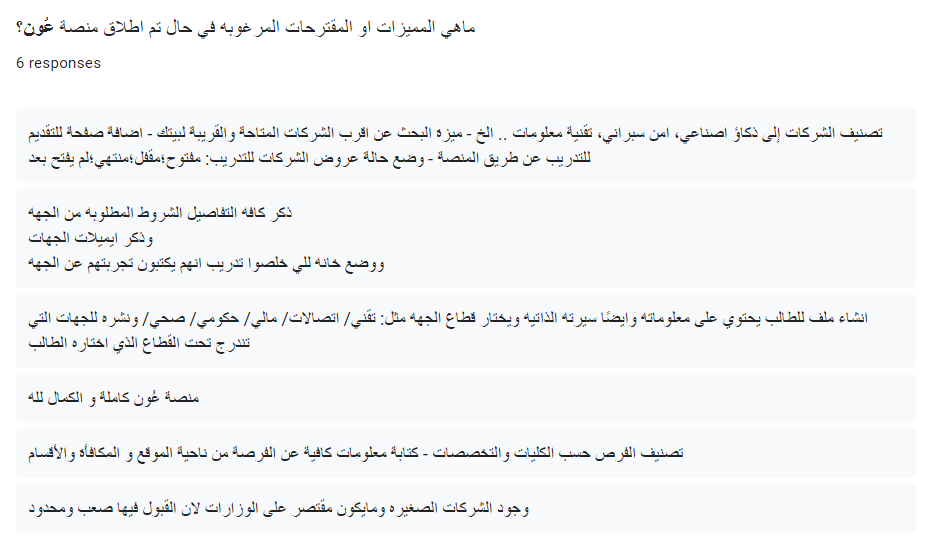 ماهي المميزات او المقترحات المرغوبه في حال تم اطلاق منصة عُون؟
6 responses
تصنيف الشركات إلى ذكاؤ اصناعي، امن سبراني، تقنية معلومات .. الخ - ميزة البحث عن اقرب الشركات المتاحة والقريبة لبيتك - اضافة صفحة للتقديم
للتدريب عن طريق المنصة - وضع حالة عروض الشركات للتدريب: مفتوح؛مقفل؛منتهي؛لم يفتح بعد
ذكر كافه التفاصيل الشروط المطلوبه من الجهه
وذكر ايميلات الجهات
ووضع خانه للي خلصوا تدريب انهم يكتبون تجربتهم عن الجهه
انشاء ملف للطالب يحتوي على معلوماته وايضًا سيرته الذاتيه ويختار قطاع الجهه مثل: تقني/ اتصالات/ مالي/ حكومي/ صحي/ ونشره للجهات التي
تندرج تحت القطاع الذي اختاره الطالب
منصة عُون كاملة و الكمال لله
تصنيف الفرص حسب الكليات والتخصصات - كتابة معلومات كافية عن الفرصة من ناحية الموقع و المكافأة والأقسام
وجود الشركات الصغيره ومايكون مقتصر على الوزارات لان القبول فيها صعب ومحدود